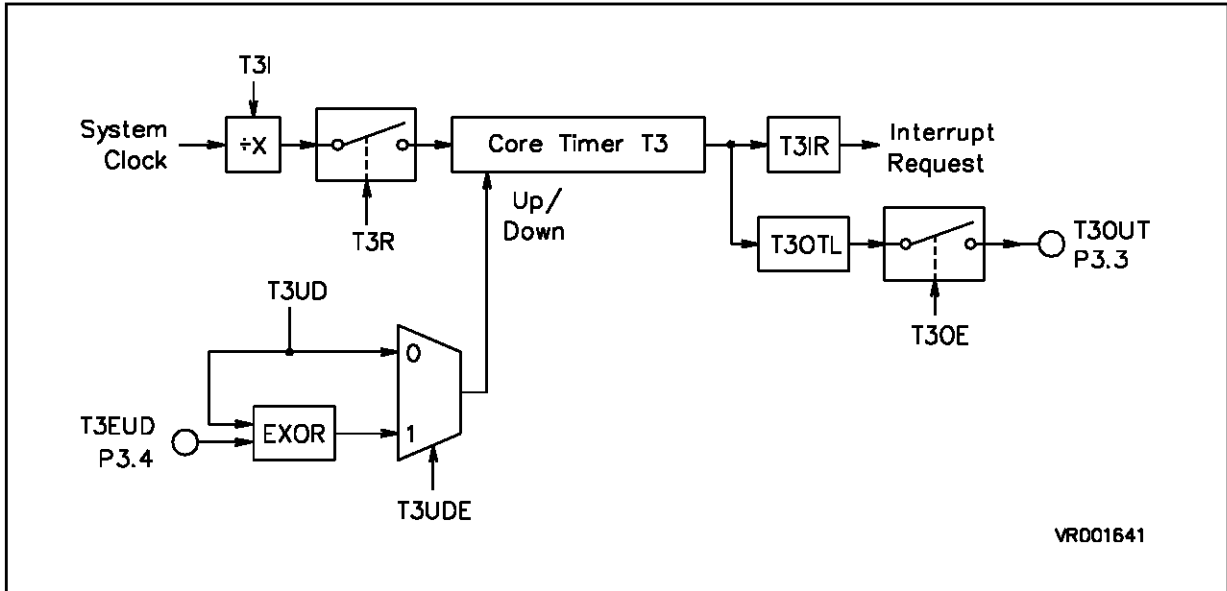 T3I
System
Clock
÷X
T3R
Core Timer T3
Up/
Down
T3IR
Interrupt
Request
T3OTL
T3OUT
P3.3
T3OE
T3UD
0
T3EUD
P3.4
EXOR
1
T3UDE
VR001641